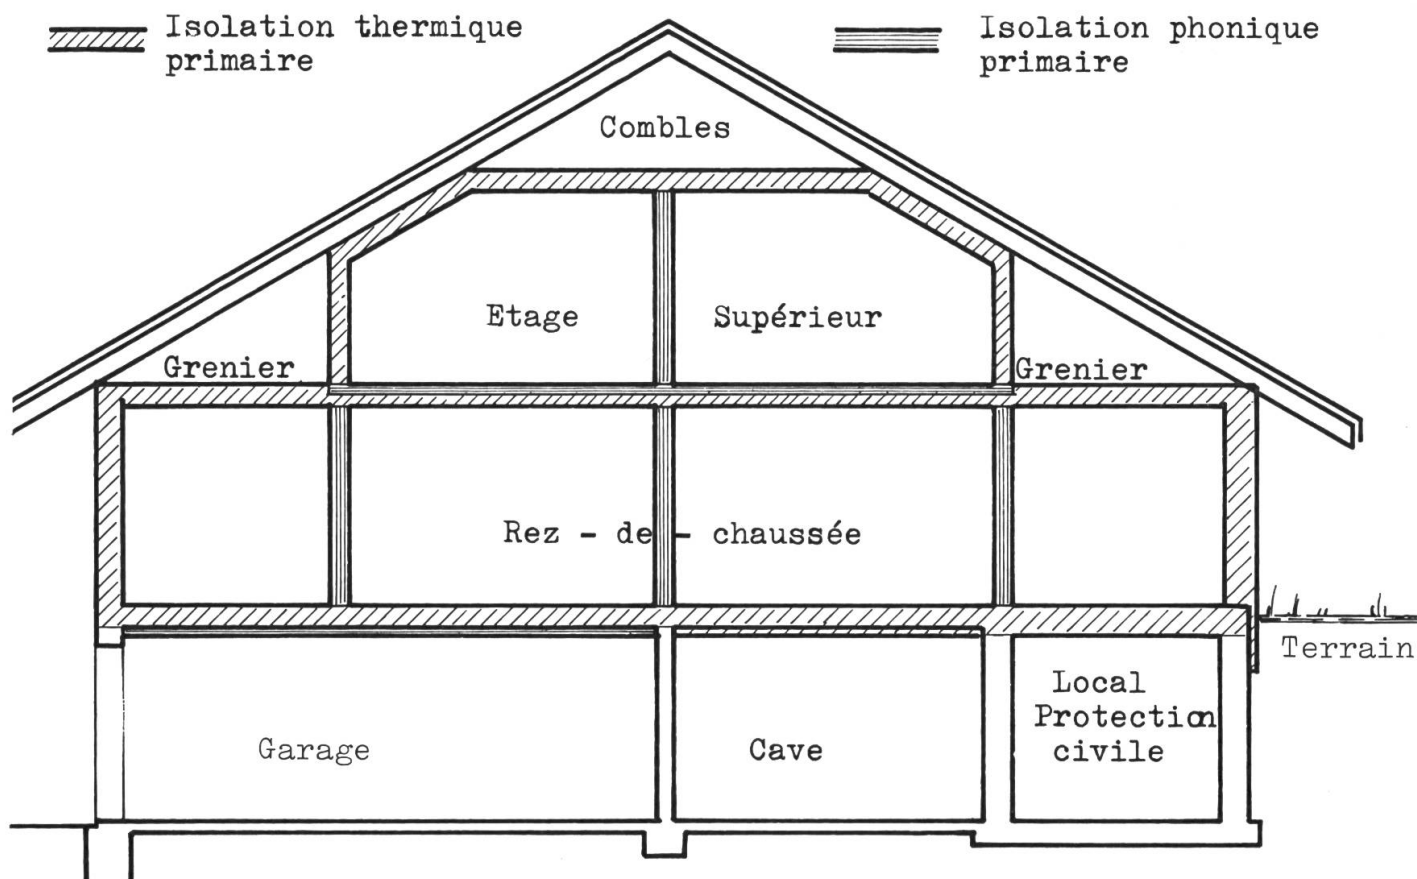 Isolation thermique
primaire
Isolation phonique
primaire
Combles
Etage Supérieur
Grenier
Grenier
Rez - de - chaussée
Terrain
Local
Protection
civile
Garage
Cave